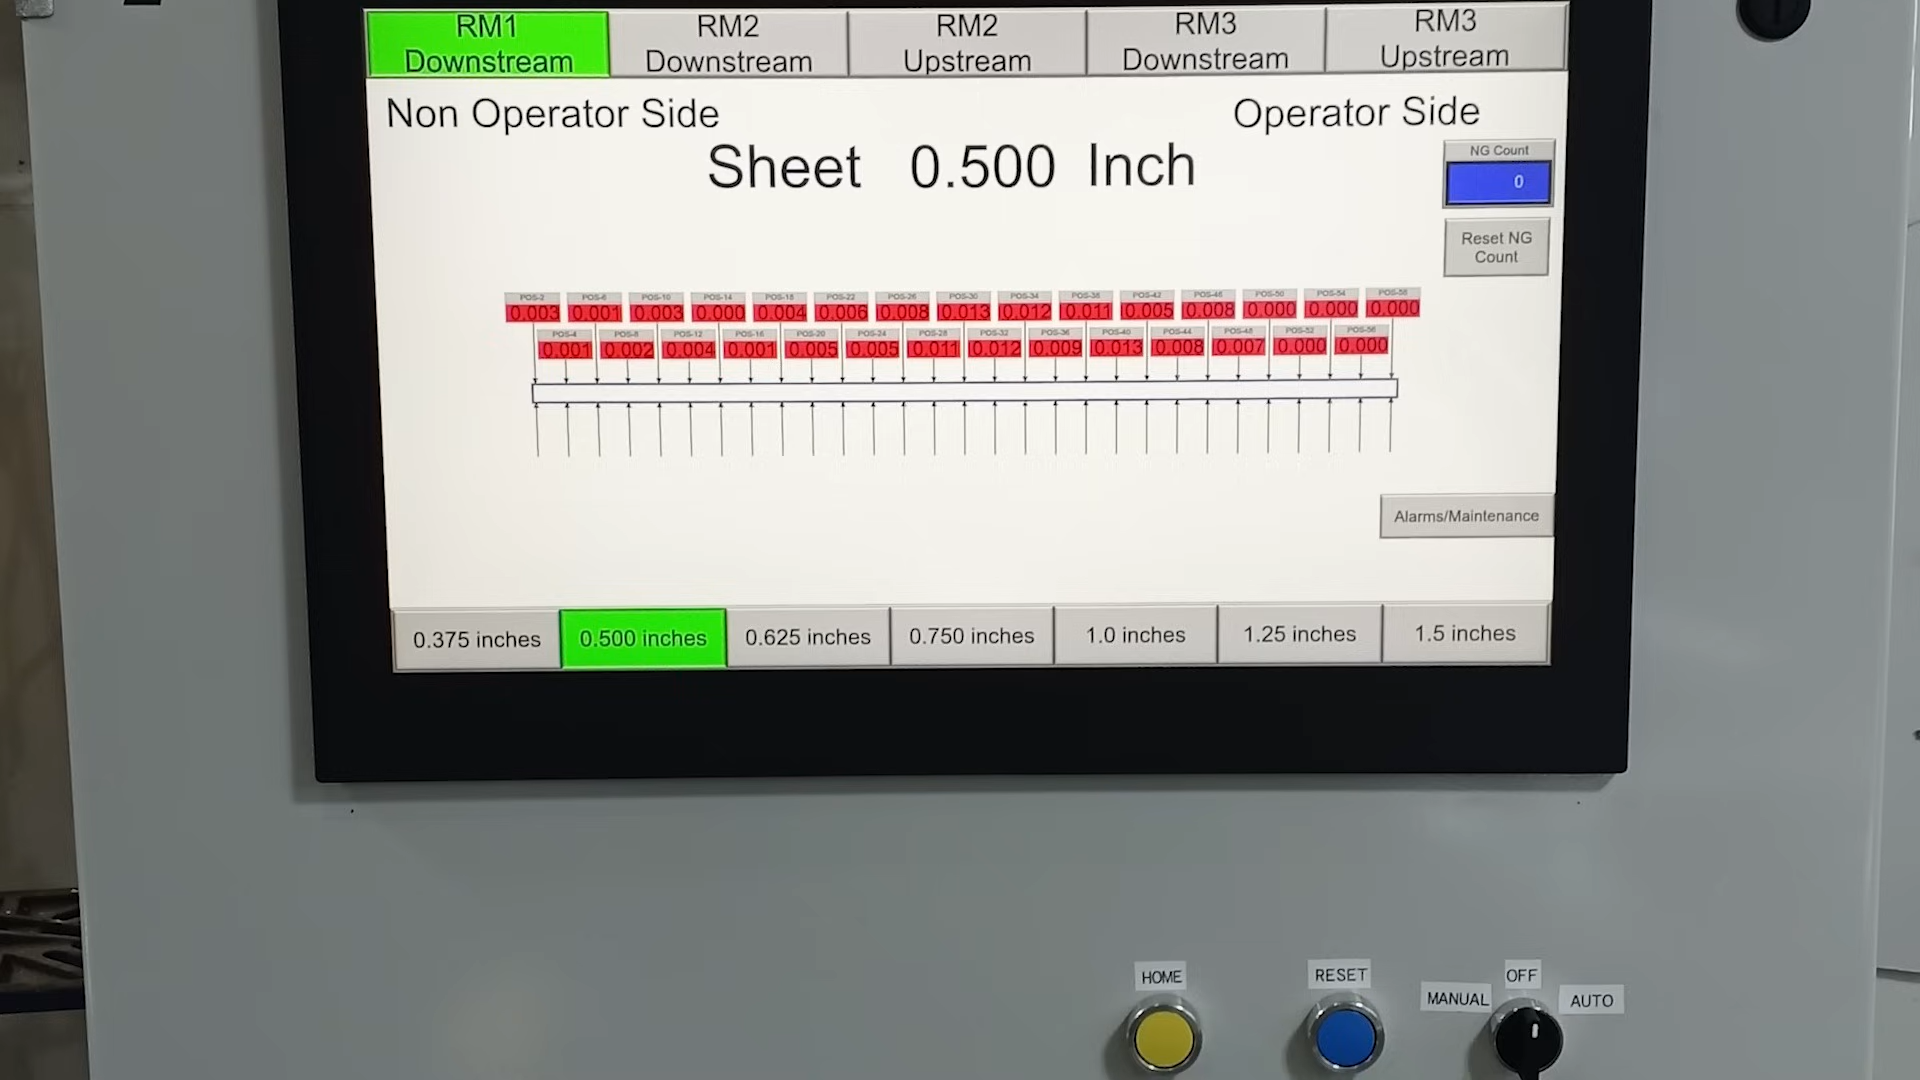 RM1
Downstream
RM2
Downstream
RM2
Upstream
RM3
Downstream
RM3
Upstream
Non Operator Side
Operator Side
Sheet 0.500 Inch
NG Count
0
Reset NG
Count
POS-2 POS-6 POS-10 POS-14 POS-18 POS-22 POS-26 POS-30 POS-34 POS-38 POS-42 POS-46 POS-50 POS-54 POS-58
0.003 0.001 0.003 0.000 0.004 0.006 0.008 0.013 0.012 0.011 0.005 0.008 0.000 0.000 0.000
POS-4 POS-8 POS-12 POS-16 POS-20 POS-24 POS-28 POS-32 POS-36 POS-40 POS-44 POS-48 POS-52 POS-56
0.001 0.002 0.004 0.001 0.005 0.005 0.011 0.012 0.009 0.013 0.008 0.007 0.000 0.000
Alarms/Maintenance
0.375 inches
0.500 inches
0.625 inches
0.750 inches
1.0 inches
1.25 inches
1.5 inches
HOME
RESET
OFF
MANUAL
AUTO